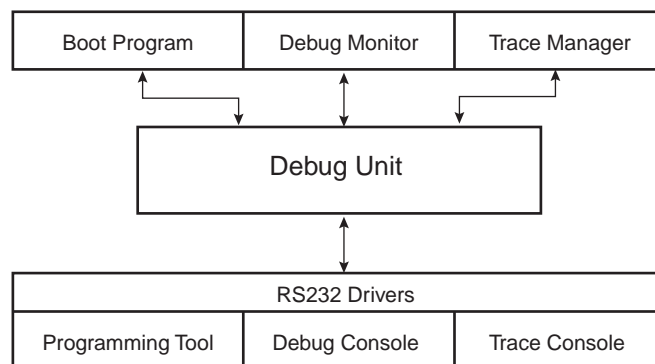 Boot Program Debug Monitor Trace Manager
Debug Unit
RS232 Drivers
Programming Tool Debug Console Trace Console